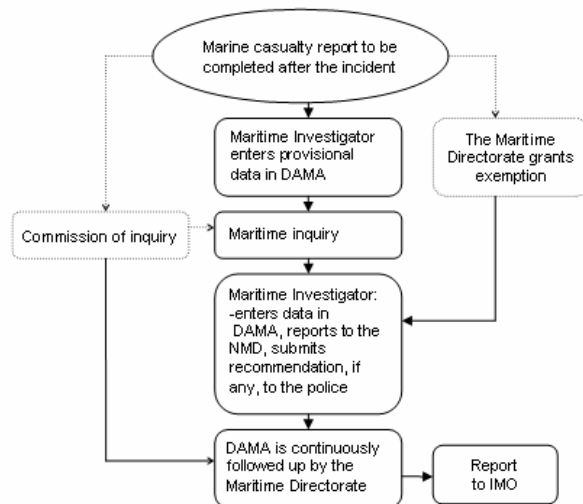 Marine casualty report to be
completed after the incident
Maritime Investigator
enters provisional
data in DAMA
The Maritime
Directorate grants
exemption
Commission of inquiry
Maritime inquiry
Maritime Investigator:
-enters data in
DAMA, reports to the
NMD, submits
recommendation, if
any, to the police
DAMA is continuously
followed up by the
Maritime Directorate
Report
to IMO